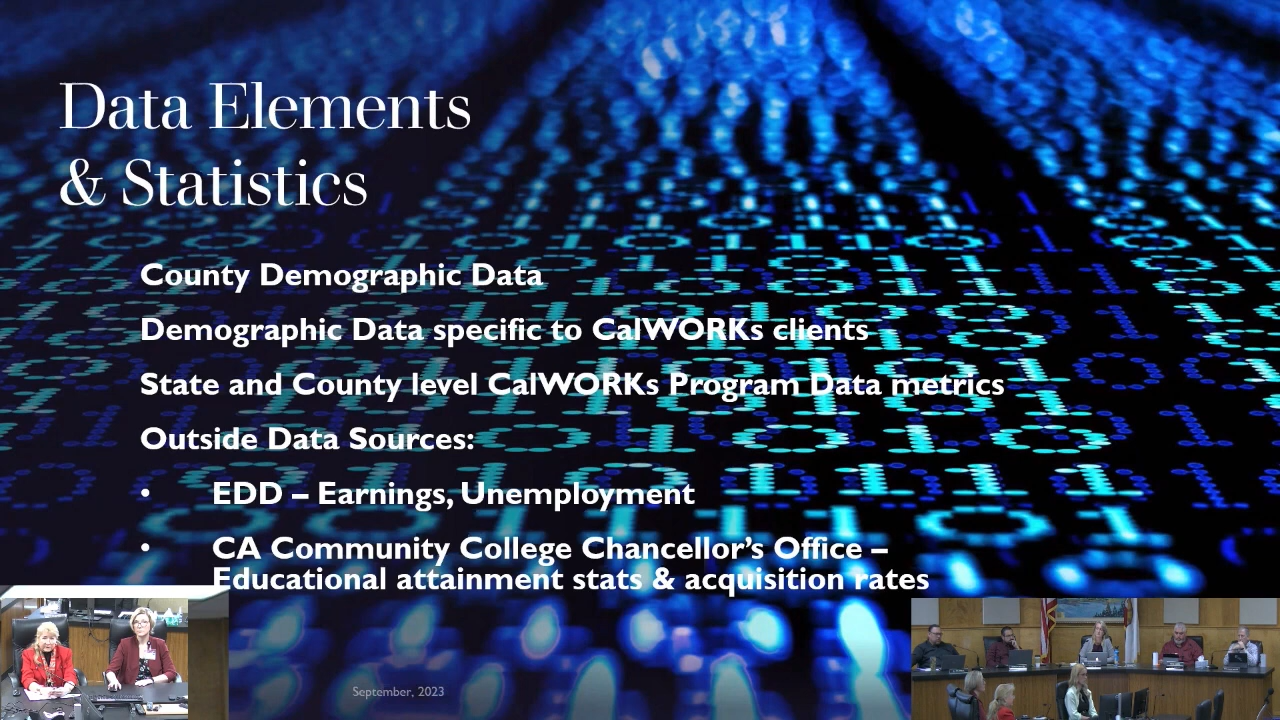 Data Elements
& Statistics
County Demographic Data
Demographic Data specific to CalWORKs clients
State and County level CalWORKs Program Data metrics
Outside Data Sources:
• EDD – Earnings, Unemployment
• CA Community College Chancellor’s Office –
Educational attainment stats & acquisition rates
September, 2023